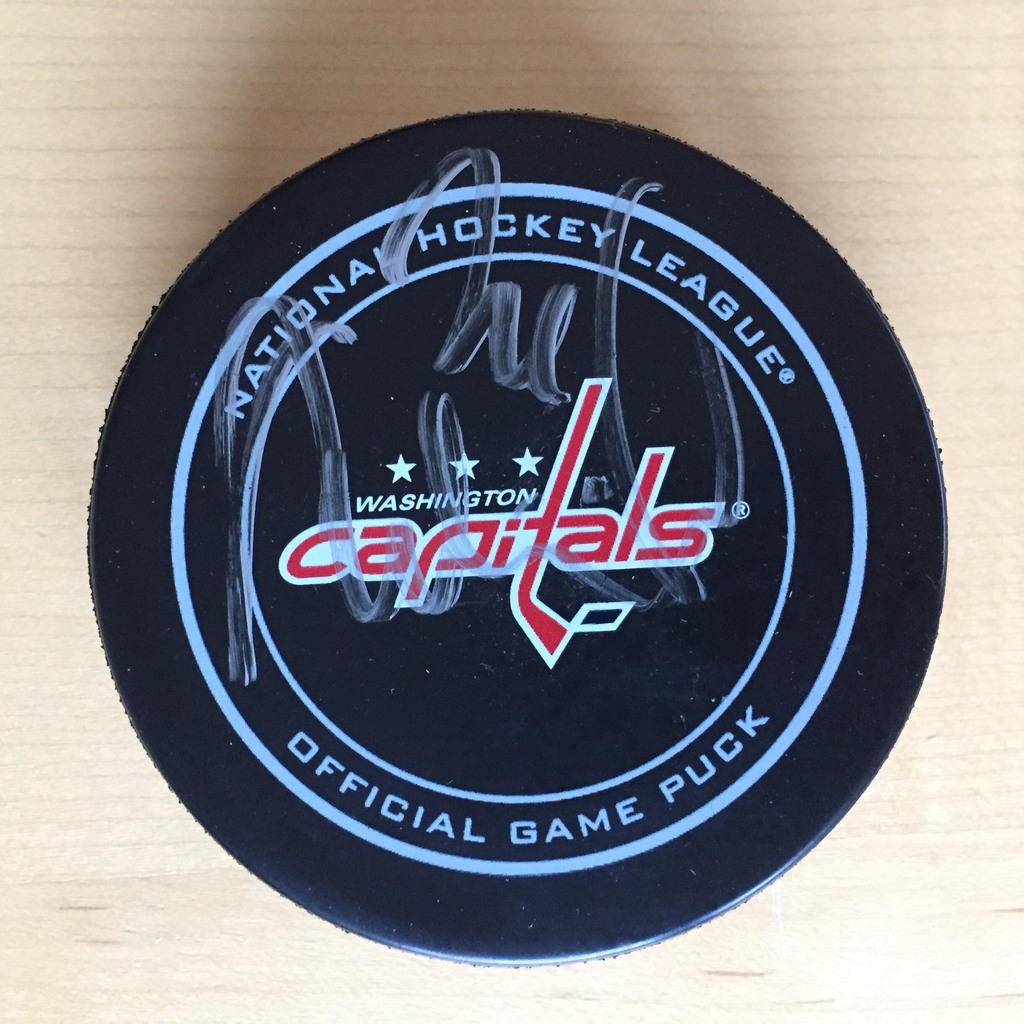 NATIONAL HOCKEY LEAGUE®
WASHINGTON
capitals®
OFFICIAL GAME PUCK